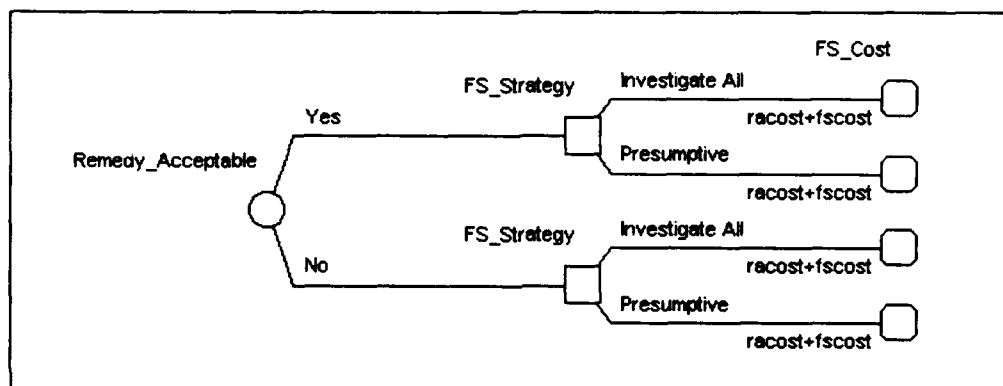 FS_Cost
FS_Strategy
Investigate All
Yes
racost+fscost
Remedy_Acceptable
Presumptive
racost+fscost
FS_Strategy
Investigate All
No
racost+fscost
Presumptive
racost+fscost